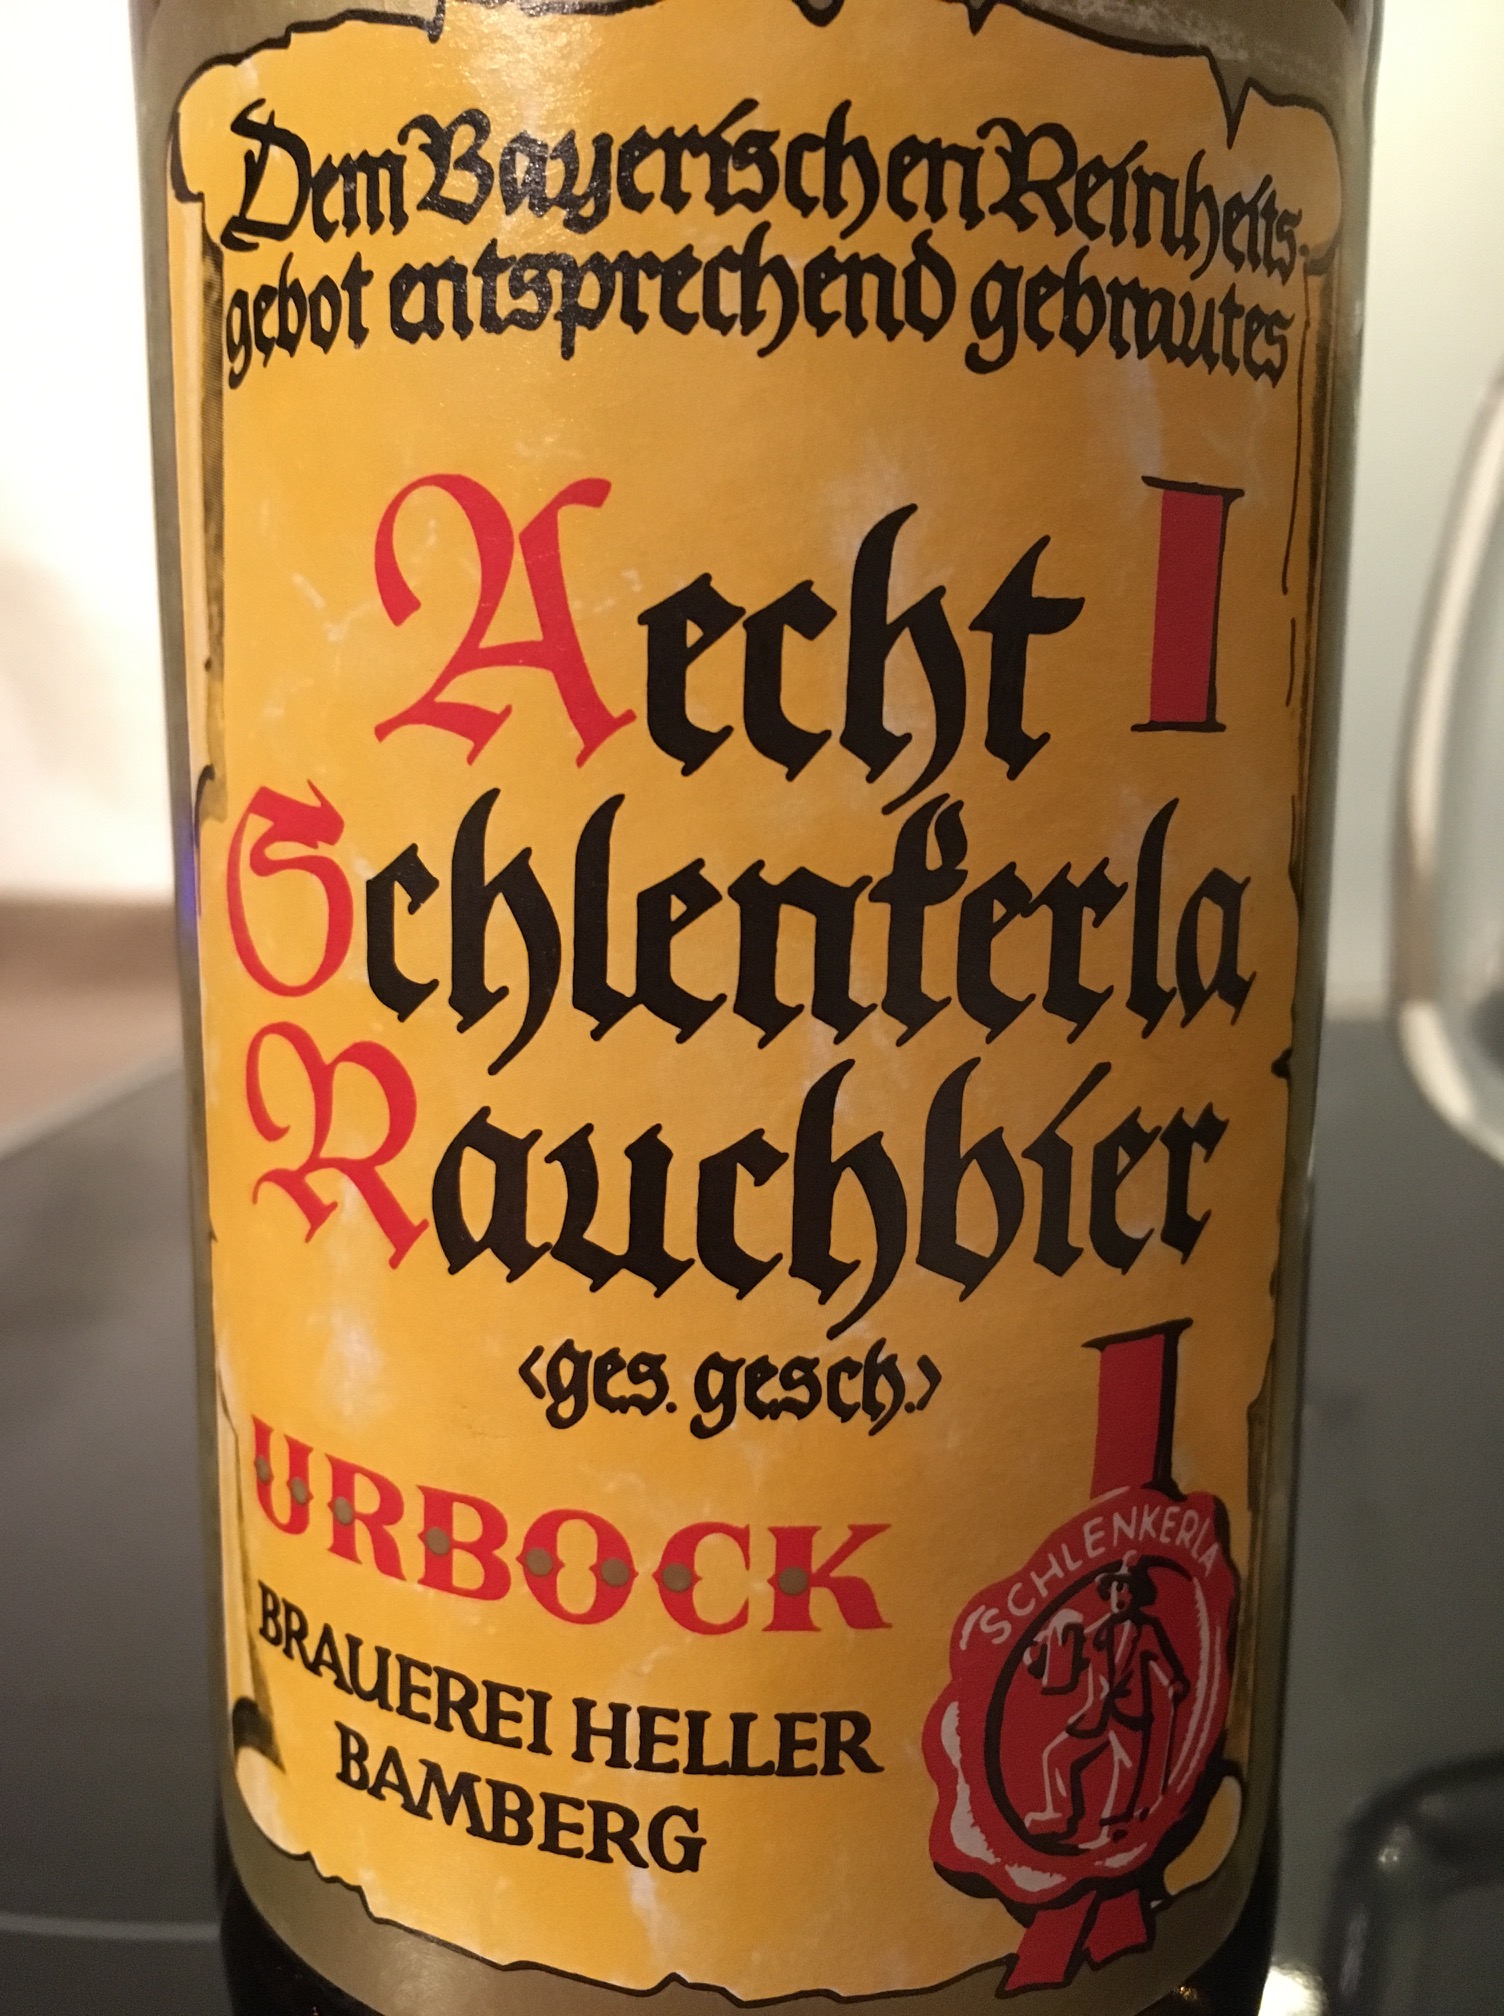 Dem Bayerischen Reinheits-
gebot entsprechend gebrautes
Aecht
Schlenkerla
Rauchbier
<ges. gesch.>
URBOCK
BRAUEREI HELLER
BAMBERG
SCHLENKERLA